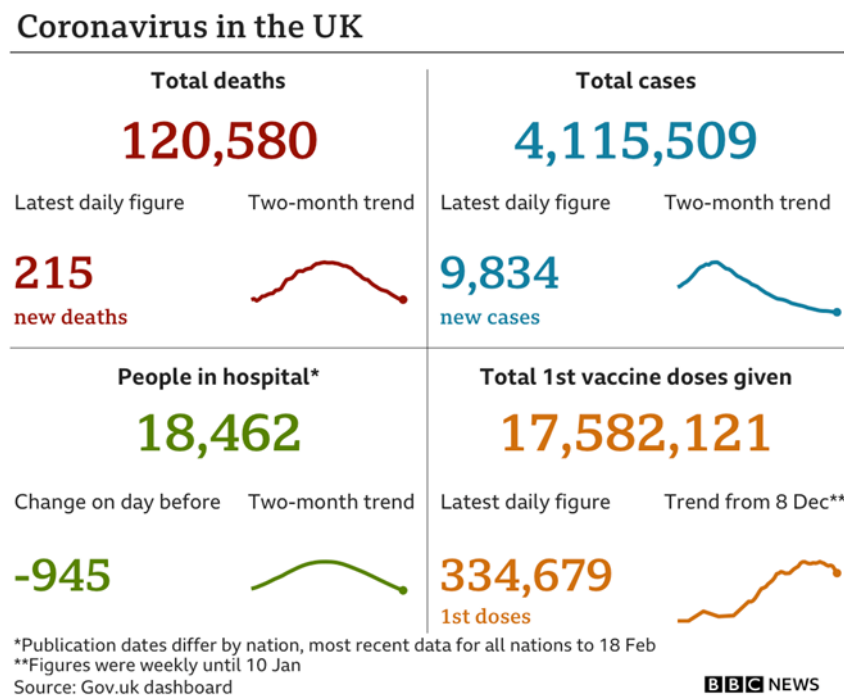 Coronavirus in the UK
Total deaths
120,580
Latest daily figure
Two-month trend
215
new deaths
Total cases
4,115,509
Latest daily figure
Two-month trend
9,834
new cases
People in hospital*
18,462
Change on day before
Two-month trend
-945
Total 1st vaccine doses given
17,582,121
Latest daily figure
Trend from 8 Dec**
334,679
1st doses
*Publication dates differ by nation, most recent data for all nations to 18 Feb
**Figures were weekly until 10 Jan
Source: Gov.uk dashboard
BBC NEWS